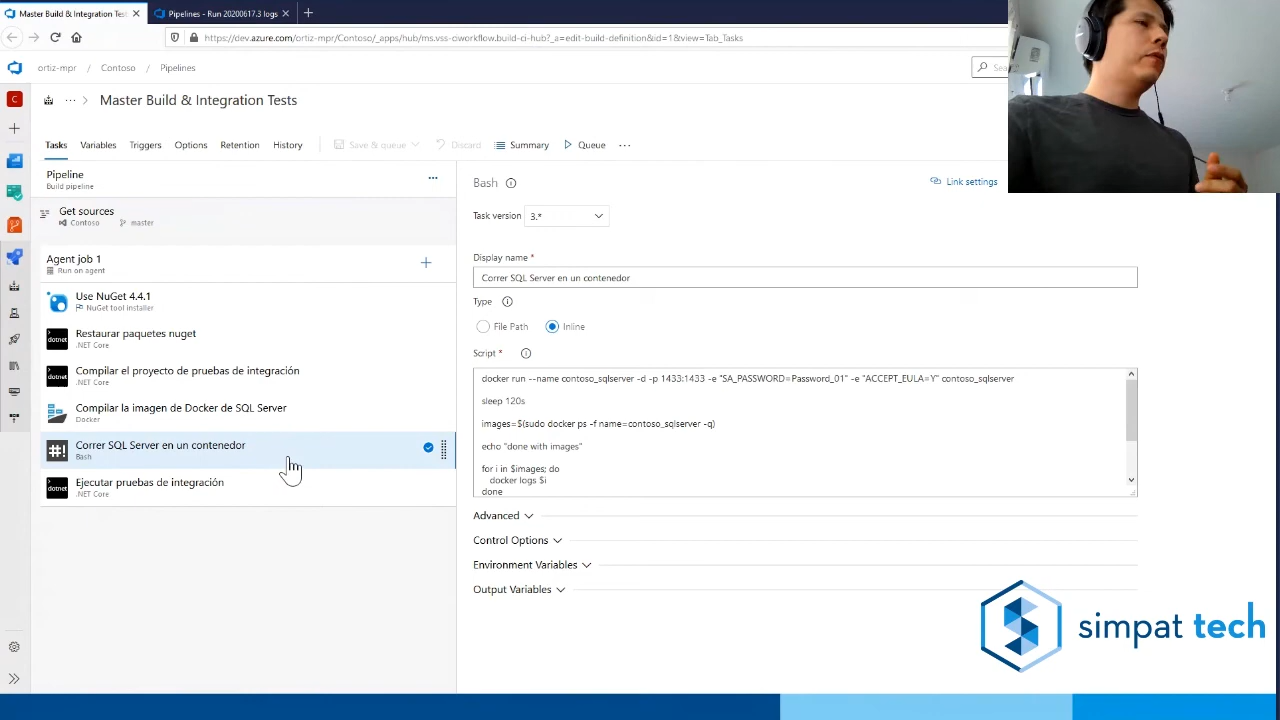 Master Build & Integration Tests
Pipelines - Run 20200617.3 logs
https://dev.azure.com/ortiz-mpr/Contoso/_apps/hub/ms.vss-ciworkflow.build-ci-hub?_a=edit-build-definition&id=1&view=Tab_Tasks
ortiz-mpr / Contoso / Pipelines
Sea
C
··· > Master Build & Integration Tests
Tasks Variables Triggers Options Retention History Save & queue Discard Summary Queue ···
Pipeline
Build pipeline
Get sources
Contoso master
Agent job 1
Run on agent
Use NuGet 4.4.1
NuGet tool installer
dotnet
Restaurar paquetes nuget
.NET Core
dotnet
Compilar el proyecto de pruebas de integración
.NET Core
Compilar la imagen de Docker de SQL Server
Docker
#!
Correr SQL Server en un contenedor
Bash
dotnet
Ejecutar pruebas de integración
.NET Core
Bash
Link settings
Task version 3.*
Display name *
Correr SQL Server en un contenedor
Type
File Path Inline
Script *
docker run --name contoso_sqlserver -d -p 1433:1433 -e "SA_PASSWORD=Password_01" -e "ACCEPT_EULA=Y" contoso_sqlserver
sleep 120s
images=$(sudo docker ps -f name=contoso_sqlserver -q)
echo "done with images"
for i in $images; do
docker logs $i
done
Advanced
Control Options
Environment Variables
Output Variables
simpat tech